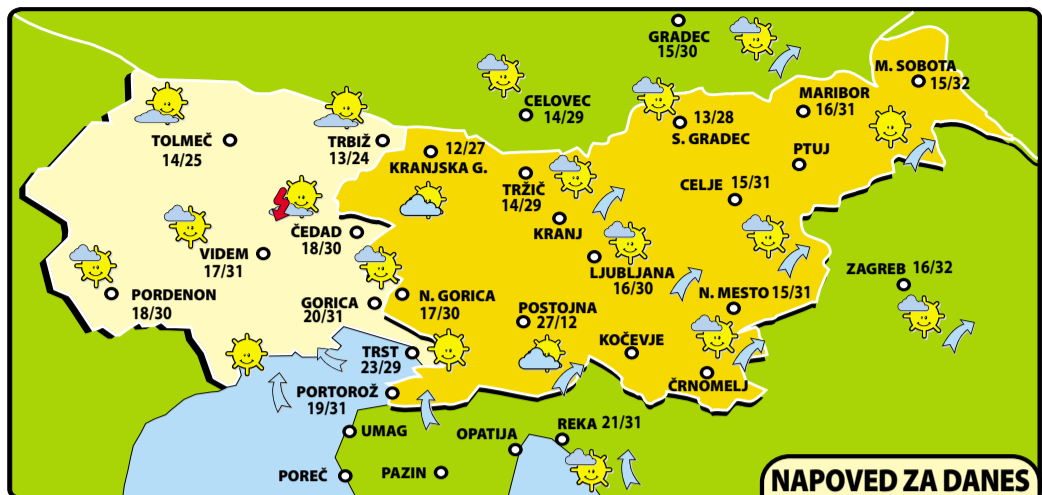 GRADEC
15/30
M. SOBOTA
15/32
MARIBOR
16/31
CELOVEC
14/29
13/28
S. GRADEC
TOLMEČ
14/25
TRBIŽ
13/24
12/27
KRANJSKA G.
PTUJ
TRŽIČ
14/29
CELJE 15/31
KRANJ
ČEDAD
18/30
VIDEM
17/31
LJUBLJANA
16/30
ZAGREB 16/32
PORDENON
18/30
GORICA
20/31
N. GORICA
17/30
N. MESTO 15/31
POSTOJNA
27/12
KOČEVJE
TRST
23/29
ČRNOMELJ
PORTOROŽ
19/31
UMAG
OPATIJA
REKA 21/31
POREČ
PAZIN
NAPOVED ZA DANES